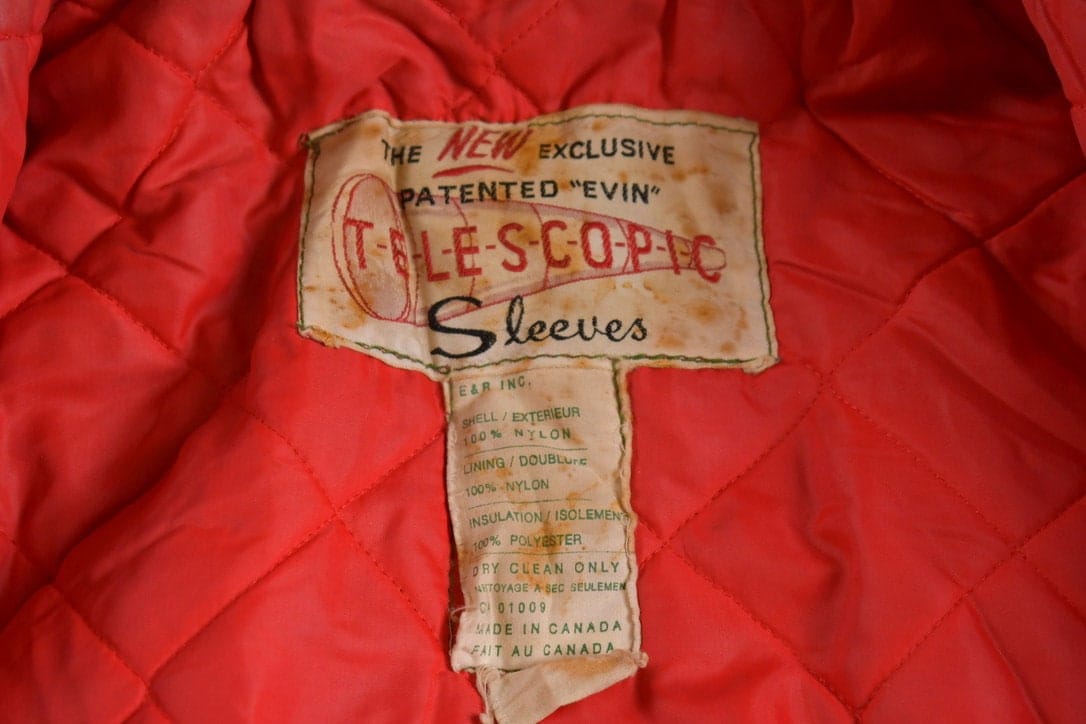 THE NEW EXCLUSIVE
PATENTED "EVIN"
T-E-L-E-S-C-O-P-I-C
Sleeves
E&R INC.
SHELL / EXTERIEUR
100% NYLON
LINING / DOUBLURE
100% NYLON
INSULATION / ISOLEMENT
100% POLYESTER
DRY CLEAN ONLY
NETTOYAGE A SEC SEULEMENT
CA 01009
MADE IN CANADA
FAIT AU CANADA